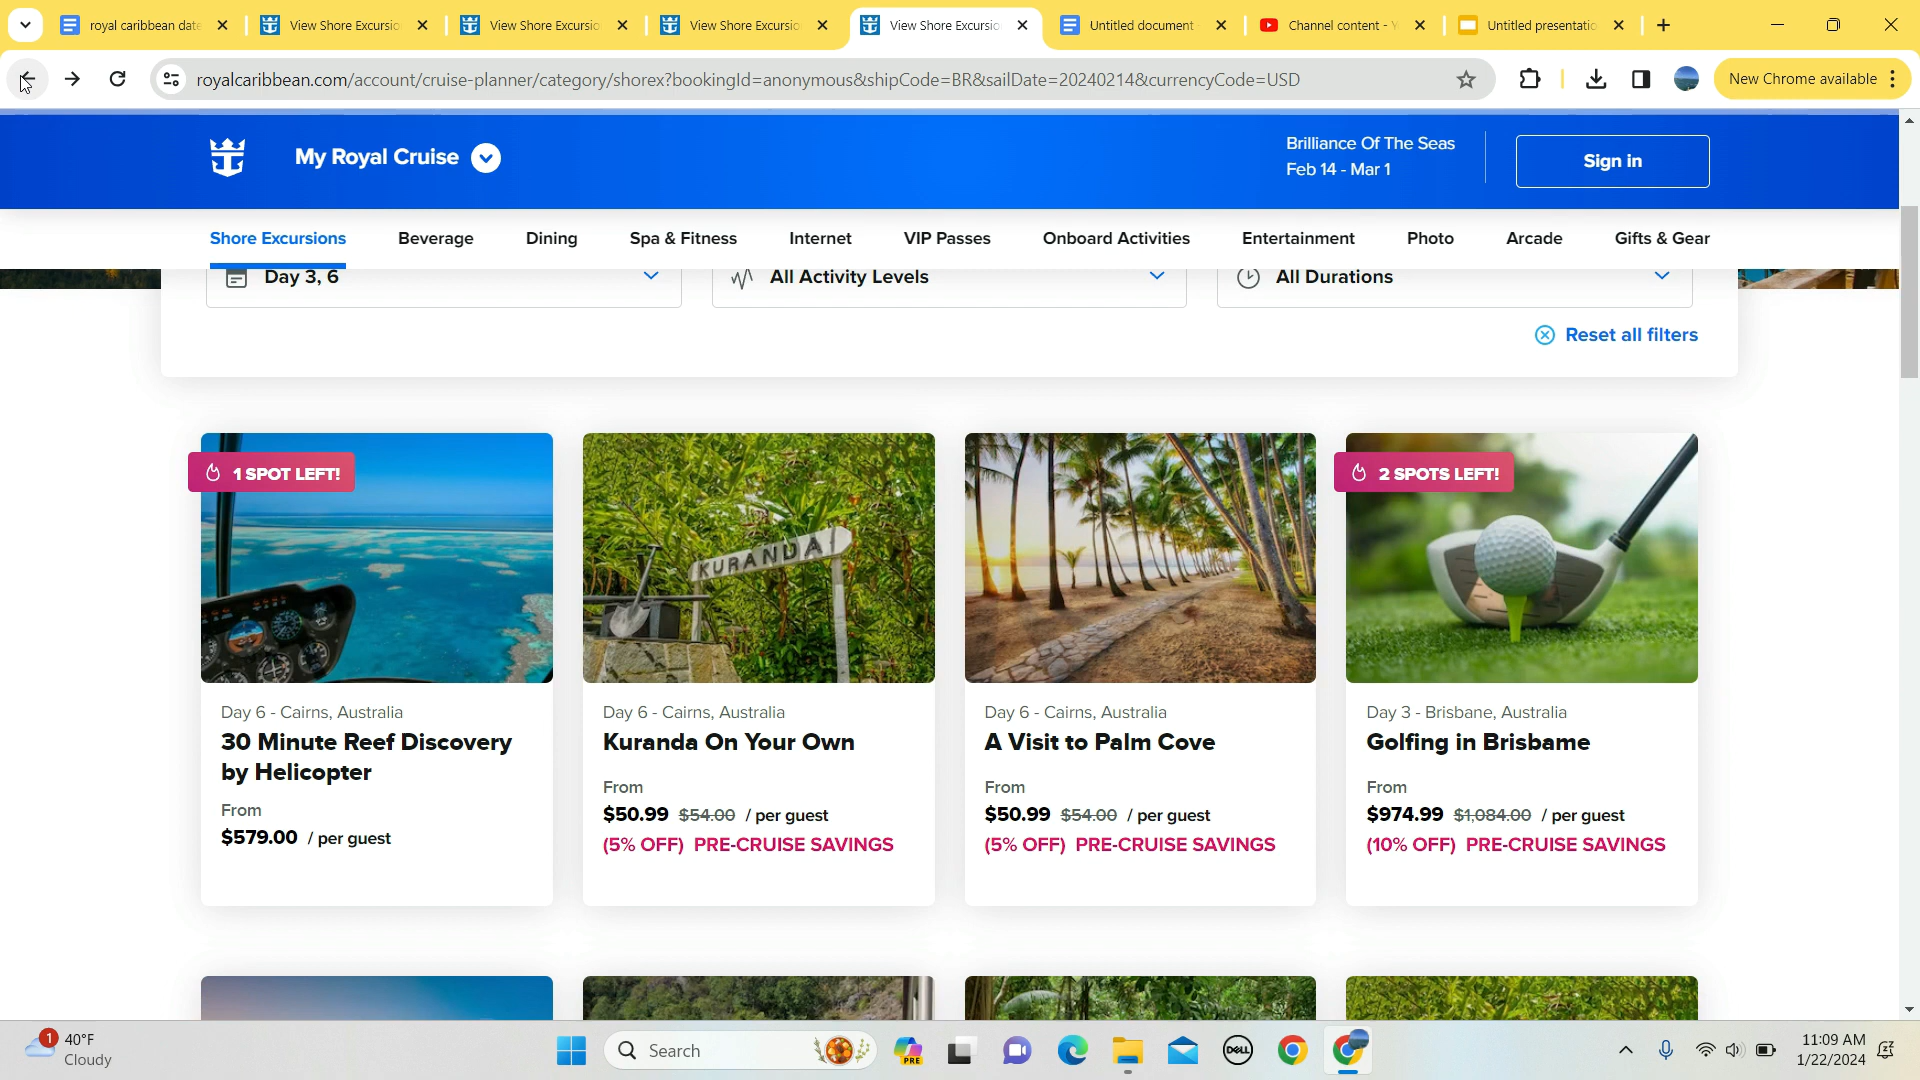 royal caribbean date
View Shore Excursio
View Shore Excursio
View Shore Excursio
View Shore Excursio
Untitled document
Channel content - Y
Untitled presentatio
royalcaribbean.com/account/cruise-planner/category/shorex?bookingId=anonymous&shipCode=BR&sailDate=20240214&currencyCode=USD
New Chrome available
My Royal Cruise
Brilliance Of The Seas
Feb 14 - Mar 1
Sign in
Shore Excursions
Beverage
Dining
Spa & Fitness
Internet
VIP Passes
Onboard Activities
Entertainment
Photo
Arcade
Gifts & Gear
Day 3, 6
All Activity Levels
All Durations
Reset all filters
1 SPOT LEFT!
KURANDA
2 SPOTS LEFT!
Day 6 - Cairns, Australia
30 Minute Reef Discovery
by Helicopter
From
$579.00 / per guest
Day 6 - Cairns, Australia
Kuranda On Your Own
From
$50.99 $54.00 / per guest
(5% OFF) PRE-CRUISE SAVINGS
Day 6 - Cairns, Australia
A Visit to Palm Cove
From
$50.99 $54.00 / per guest
(5% OFF) PRE-CRUISE SAVINGS
Day 3 - Brisbane, Australia
Golfing in Brisbame
From
$974.99 $1,084.00 / per guest
(10% OFF) PRE-CRUISE SAVINGS
1
40°F
Cloudy
Search
PRE
DELL
11:09 AM
1/22/2024